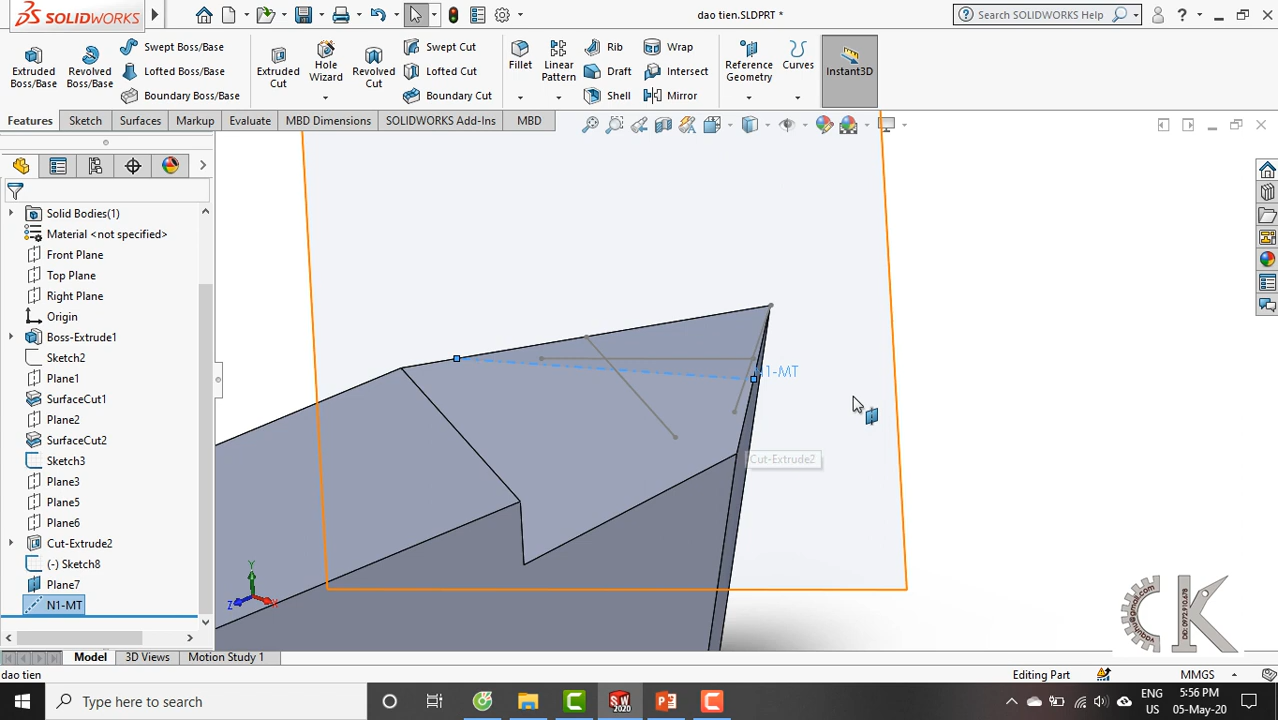 SOLIDWORKS
dao tien.SLDPRT *
Search SOLIDWORKS Help
Extruded Boss/Base
Revolved Boss/Base
Swept Boss/Base
Lofted Boss/Base
Boundary Boss/Base
Extruded Cut
Hole Wizard
Revolved Cut
Swept Cut
Lofted Cut
Boundary Cut
Fillet
Linear Pattern
Rib
Draft
Shell
Wrap
Intersect
Mirror
Reference Geometry
Curves
Instant3D
Features
Sketch
Surfaces
Markup
Evaluate
MBD Dimensions
SOLIDWORKS Add-Ins
MBD
Solid Bodies(1)
Material <not specified>
Front Plane
Top Plane
Right Plane
Origin
Boss-Extrude1
Sketch2
Plane1
SurfaceCut1
Plane2
SurfaceCut2
Sketch3
Plane3
Plane5
Plane6
Cut-Extrude2
(-) Sketch8
Plane7
N1-MT
N1-MT
Cut-Extrude2
Y
Z
X
Model
3D Views
Motion Study 1
dao tien
Editing Part
MMGS
Type here to search
ENG
US
5:56 PM
05-May-20
DD: 0972.910.678